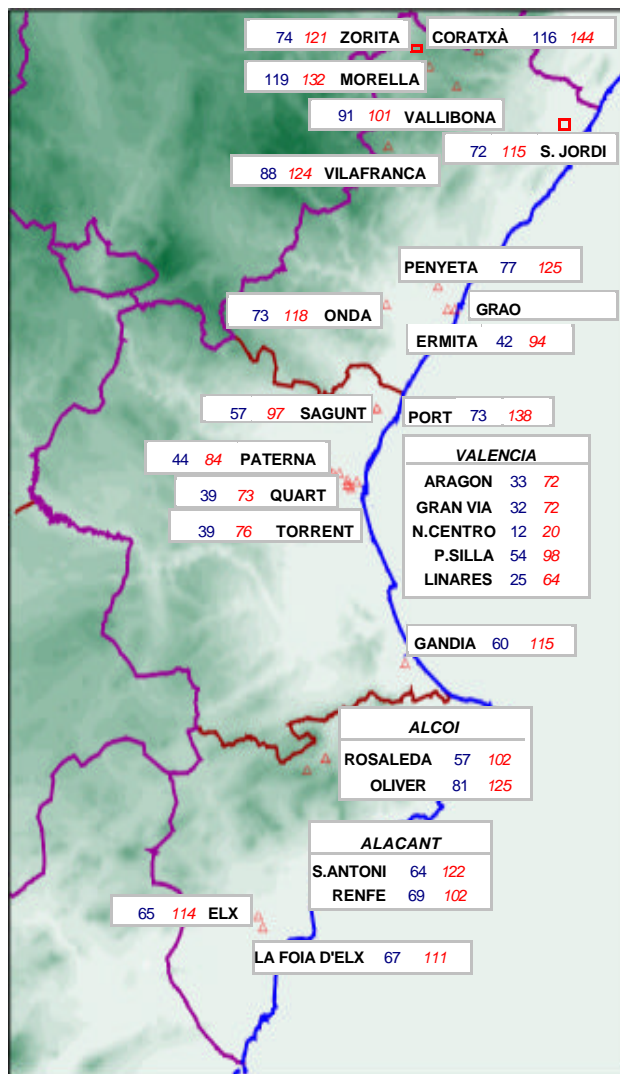 74 121 ZORITA
CORATXÀ 116 144
119 132 MORELLA
91 101 VALLIBONA
72 115 S. JORDI
88 124 VILAFRANCA
PENYETA 77 125
73 118 ONDA
GRAO
ERMITA 42 94
57 97 SAGUNT
PORT 73 138
44 84 PATERNA
39 73 QUART
39 76 TORRENT
VALENCIA
ARAGON 33 72
GRAN VIA 32 72
N.CENTRO 12 20
P.SILLA 54 98
LINARES 25 64
GANDIA 60 115
ALCOI
ROSALEDA 57 102
OLIVER 81 125
ALACANT
S.ANTONI 64 122
RENFE 69 102
65 114 ELX
LA FOIA D'ELX 67 111